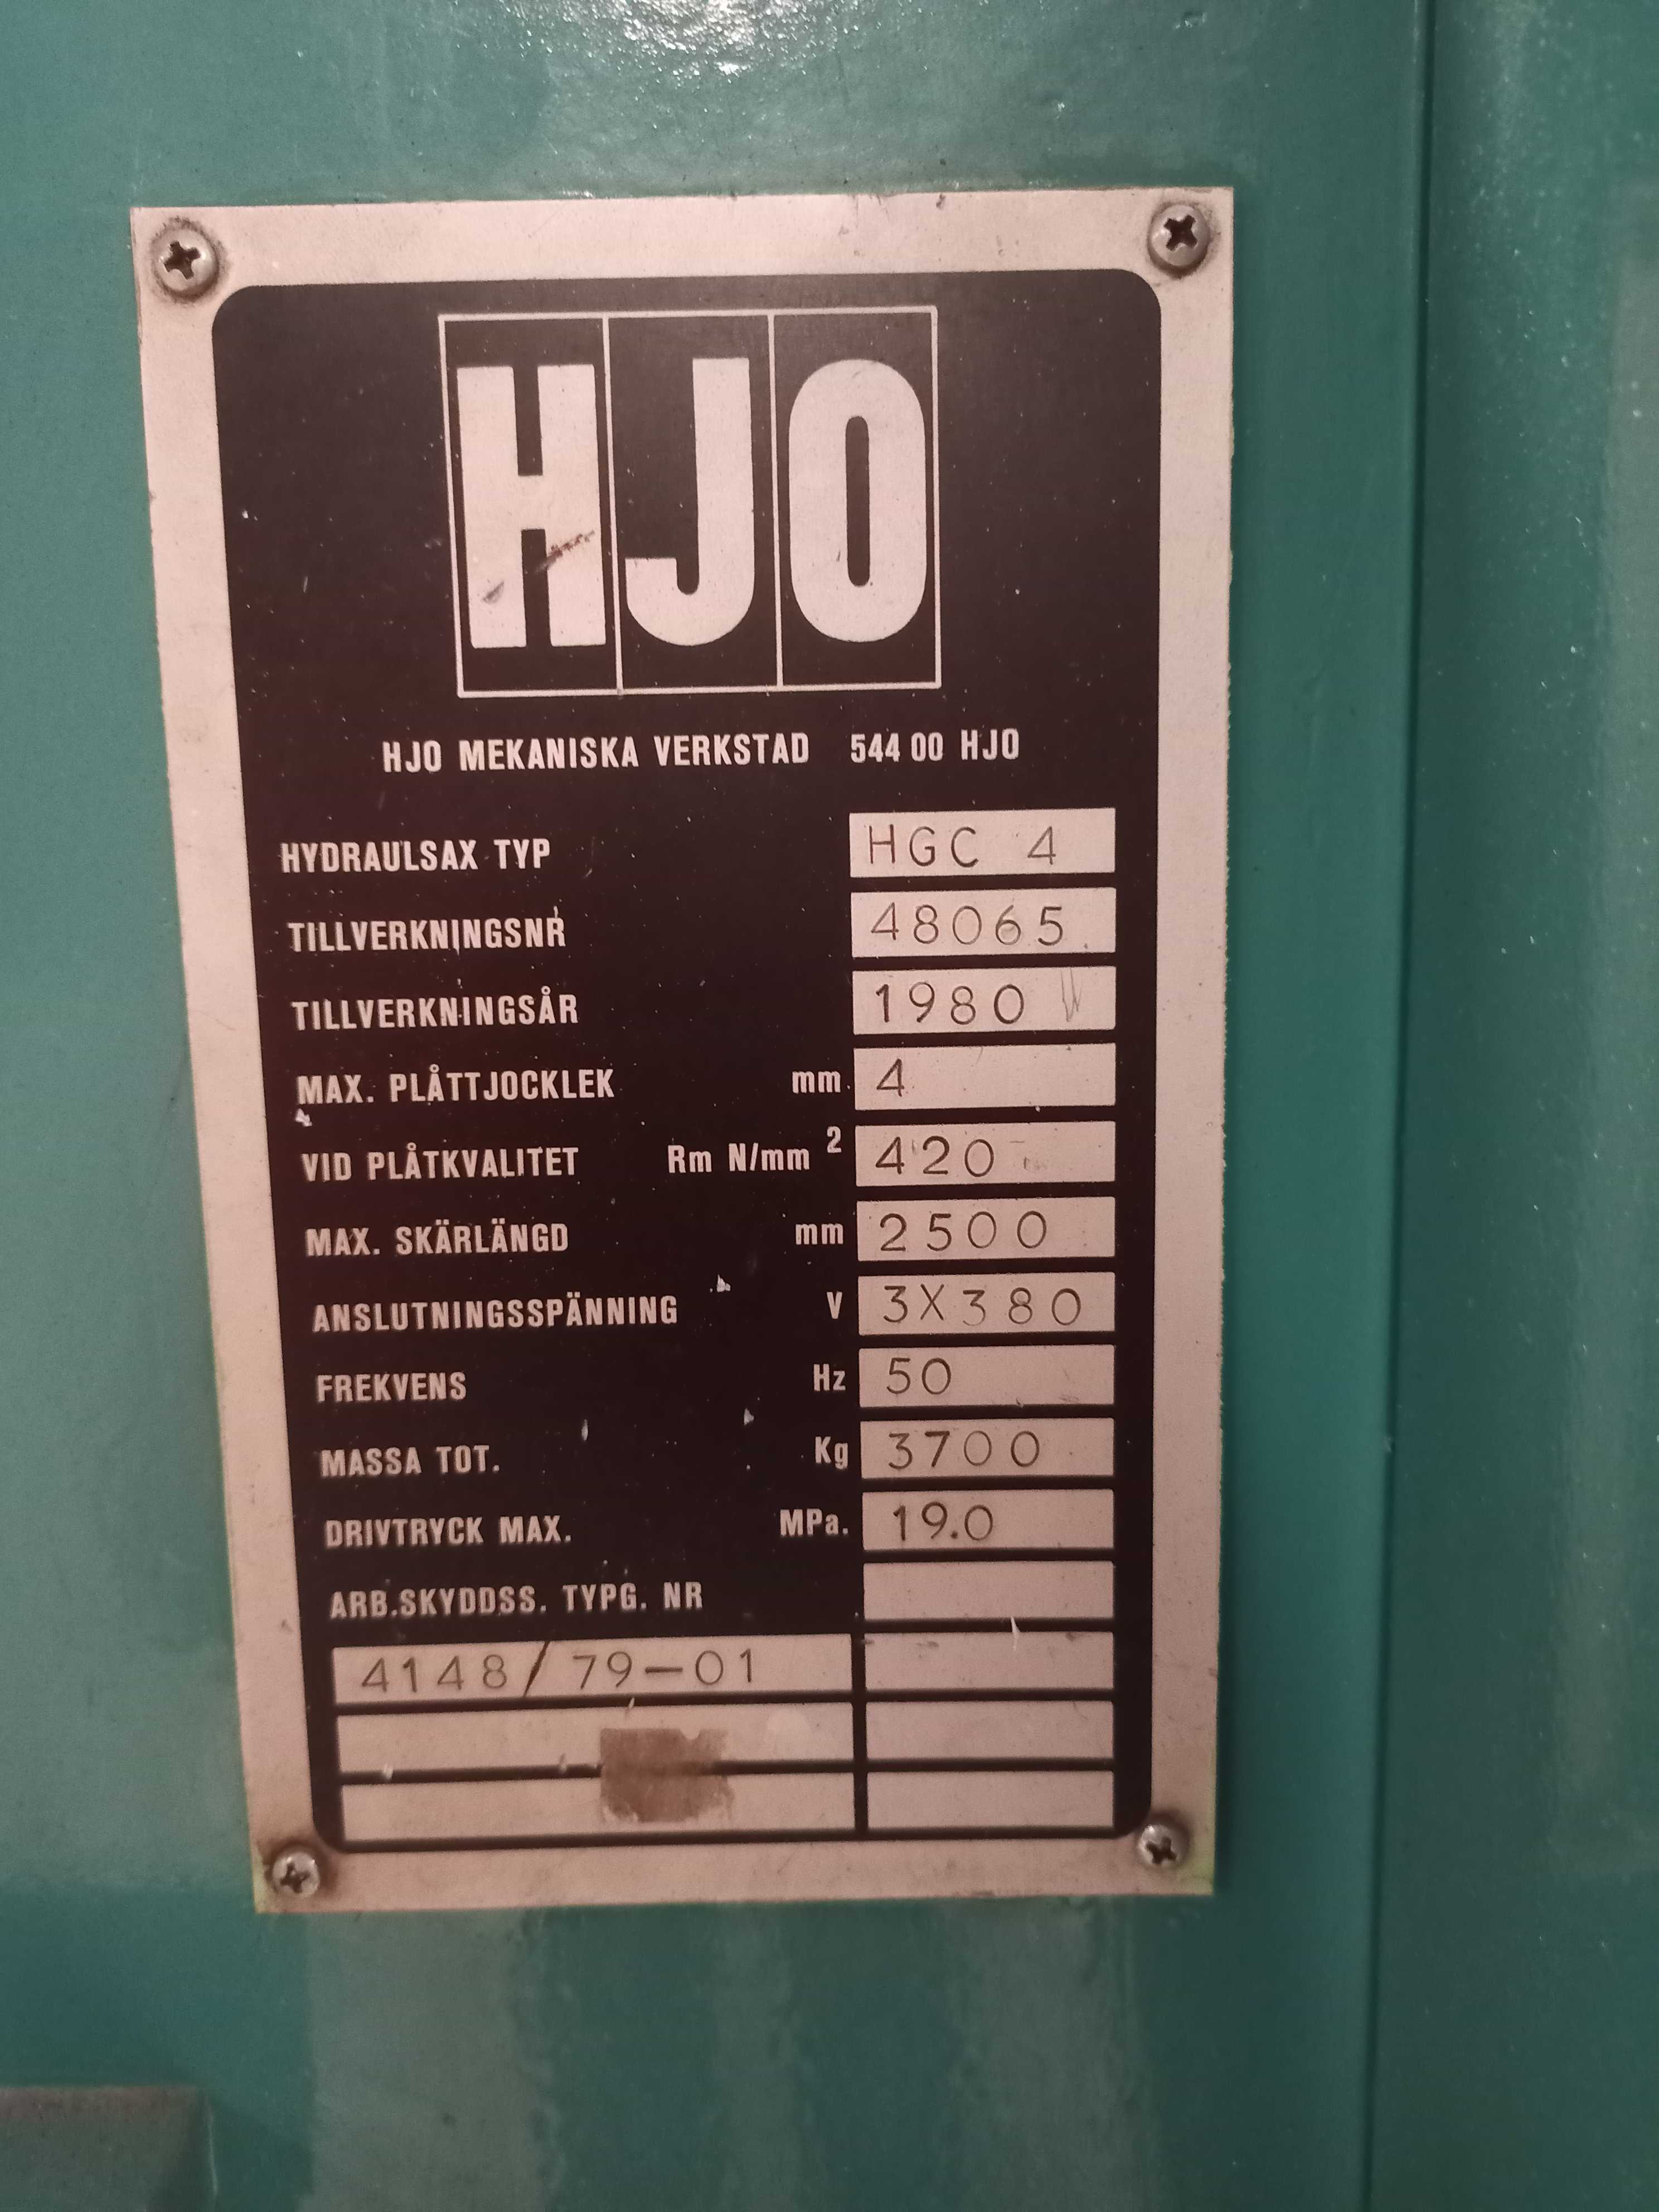 HJO
HJO MEKANISKA VERKSTAD 544 00 HJO
HYDRAULSAX TYP HGC 4
TILLVERKNINGSNR 48065
TILLVERKNINGSÅR 1980
MAX. PLÅTTJOCKLEK mm 4
VID PLÅTKVALITET Rm N/mm² 420
MAX. SKÄRLÄNGD mm 2500
ANSLUTNINGSSPÄNNING V 3X380
FREKVENS Hz 50
MASSA TOT. Kg 3700
DRIVTRYCK MAX. MPa. 19.0
ARB.SKYDDSS. TYPG. NR
4148/79-01